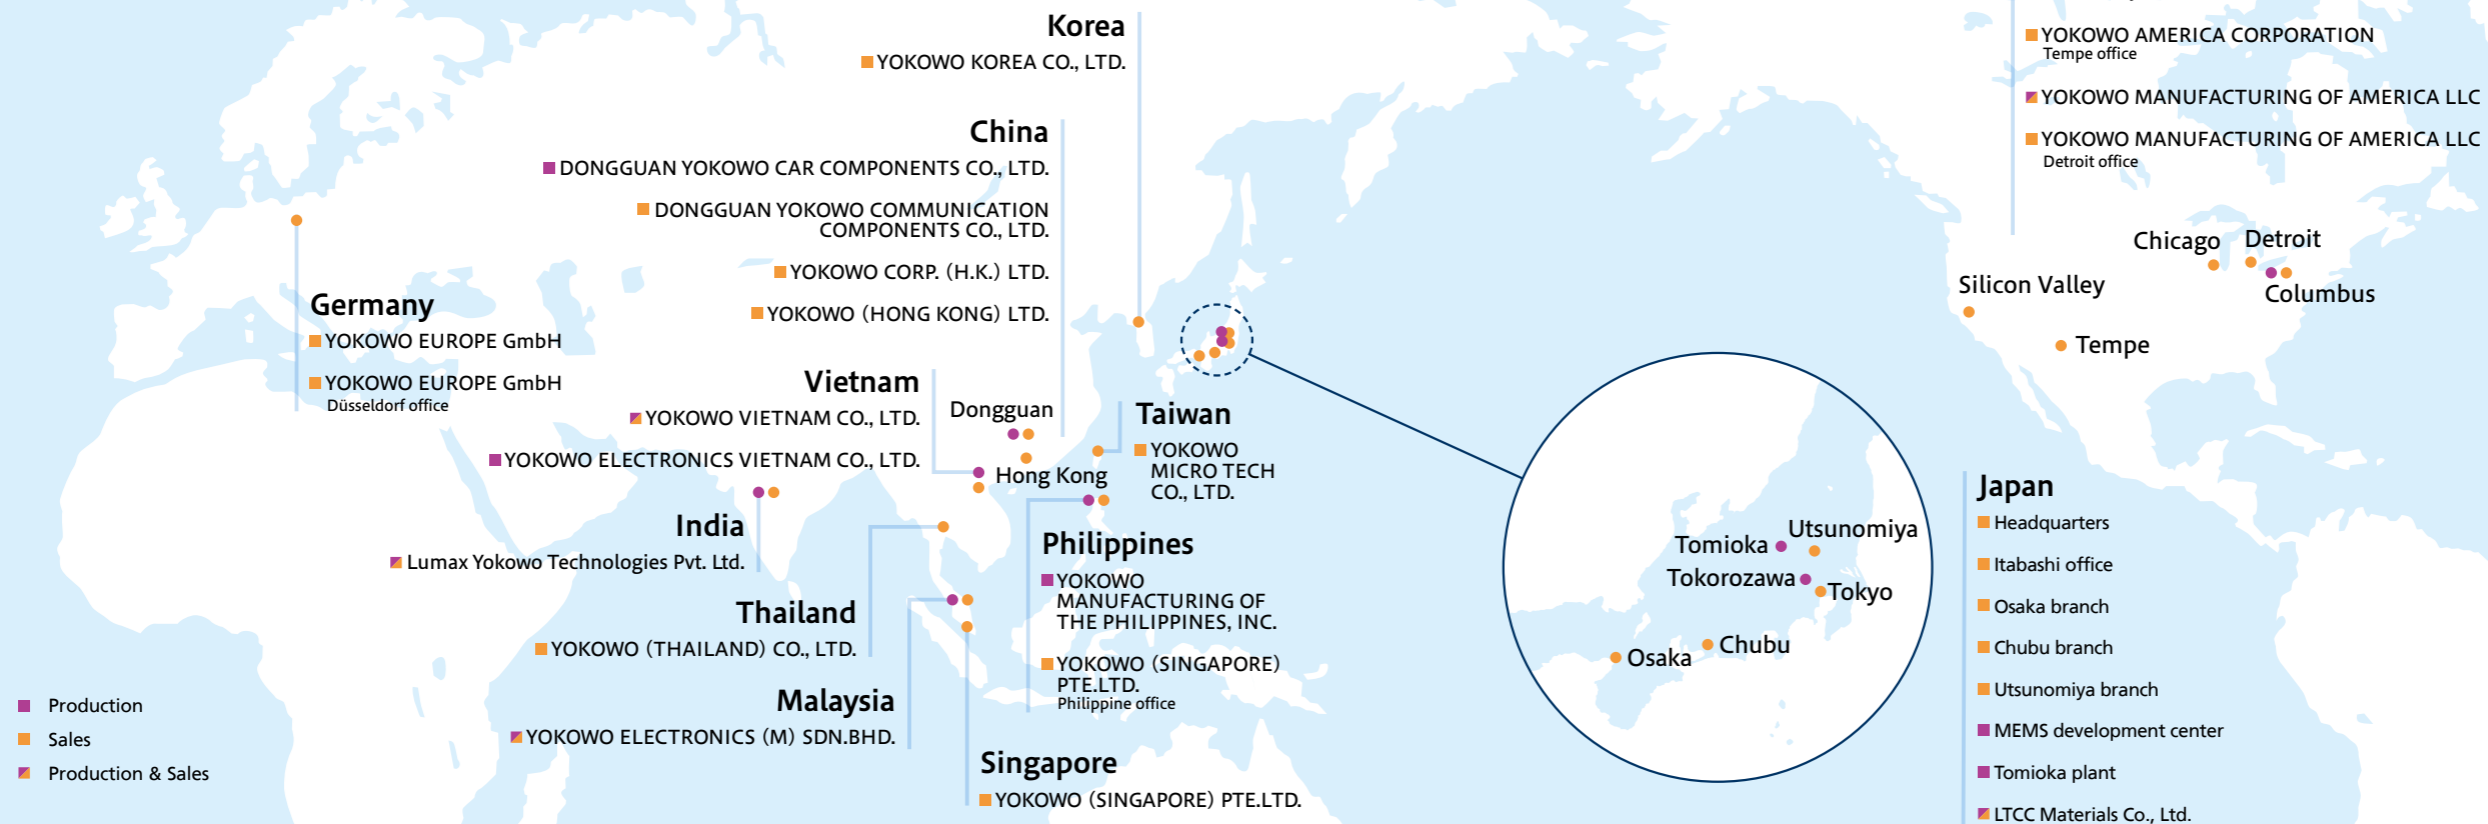 Korea
YOKOWO KOREA CO., LTD.
China
DONGGUAN YOKOWO CAR COMPONENTS CO., LTD.
DONGGUAN YOKOWO COMMUNICATION
COMPONENTS CO., LTD.
YOKOWO CORP. (H.K.) LTD.
YOKOWO (HONG KONG) LTD.
Germany
YOKOWO EUROPE GmbH
YOKOWO EUROPE GmbH
Düsseldorf office
Vietnam
YOKOWO VIETNAM CO., LTD.
YOKOWO ELECTRONICS VIETNAM CO., LTD.
Dongguan
Hong Kong
Taiwan
YOKOWO
MICRO TECH
CO., LTD.
India
Lumax Yokowo Technologies Pvt. Ltd.
Thailand
YOKOWO (THAILAND) CO., LTD.
Philippines
YOKOWO
MANUFACTURING OF
THE PHILIPPINES, INC.
YOKOWO (SINGAPORE)
PTE.LTD.
Philippine office
Malaysia
YOKOWO ELECTRONICS (M) SDN.BHD.
Singapore
YOKOWO (SINGAPORE) PTE.LTD.
Production
Sales
Production & Sales
Tomioka
Utsunomiya
Tokorozawa
Tokyo
Osaka
Chubu
YOKOWO AMERICA CORPORATION
Tempe office
YOKOWO MANUFACTURING OF AMERICA LLC
YOKOWO MANUFACTURING OF AMERICA LLC
Detroit office
Chicago
Detroit
Columbus
Silicon Valley
Tempe
Japan
Headquarters
Itabashi office
Osaka branch
Chubu branch
Utsunomiya branch
MEMS development center
Tomioka plant
LTCC Materials Co., Ltd.